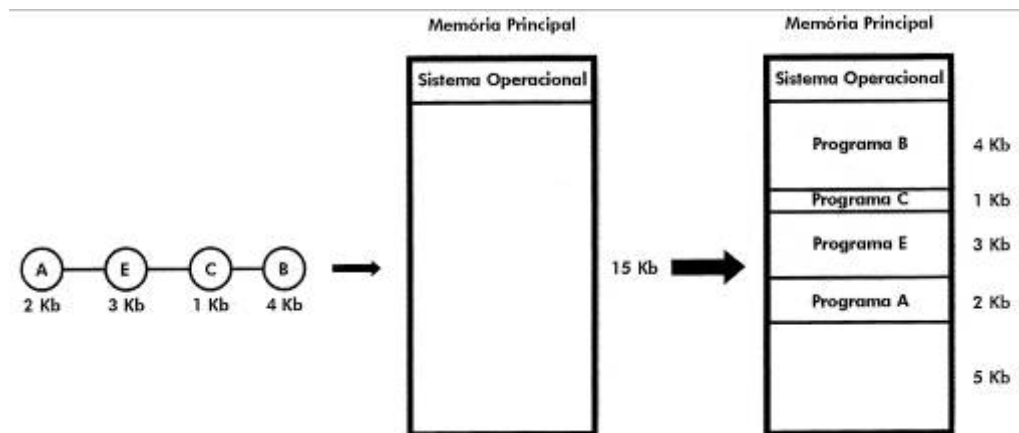 Memória Principal
Memória Principal
Sistema Operacional
Sistema Operacional
Programa B
4 Kb
Programa C
1 Kb
Programa E
3 Kb
A
E
C
B
15 Kb
2 Kb
3 Kb
1 Kb
4 Kb
Programa A
2 Kb
5 Kb